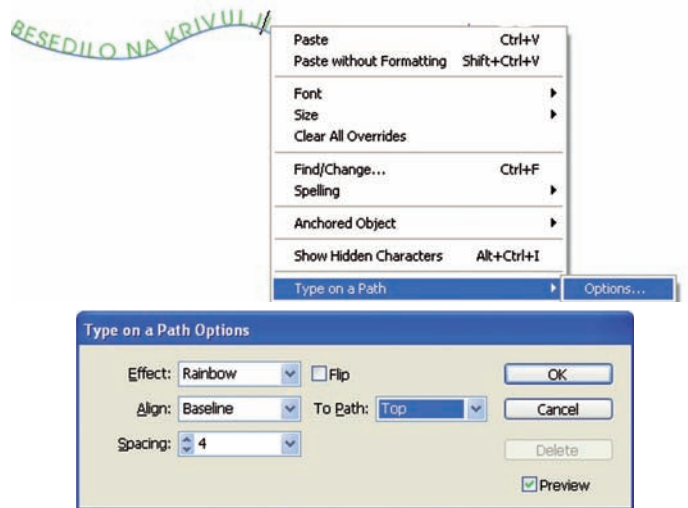 BESEDILO NA KRIVULJI
Paste Ctrl+V
Paste without Formatting Shift+Ctrl+V
Font
Size
Clear All Overrides
Find/Change... Ctrl+F
Spelling
Anchored Object
Show Hidden Characters Alt+Ctrl+I
Type on a Path Options...
Type on a Path Options
Effect: Rainbow Flip OK
Align: Baseline To Path: Top Cancel
Spacing: 4 Delete
Preview